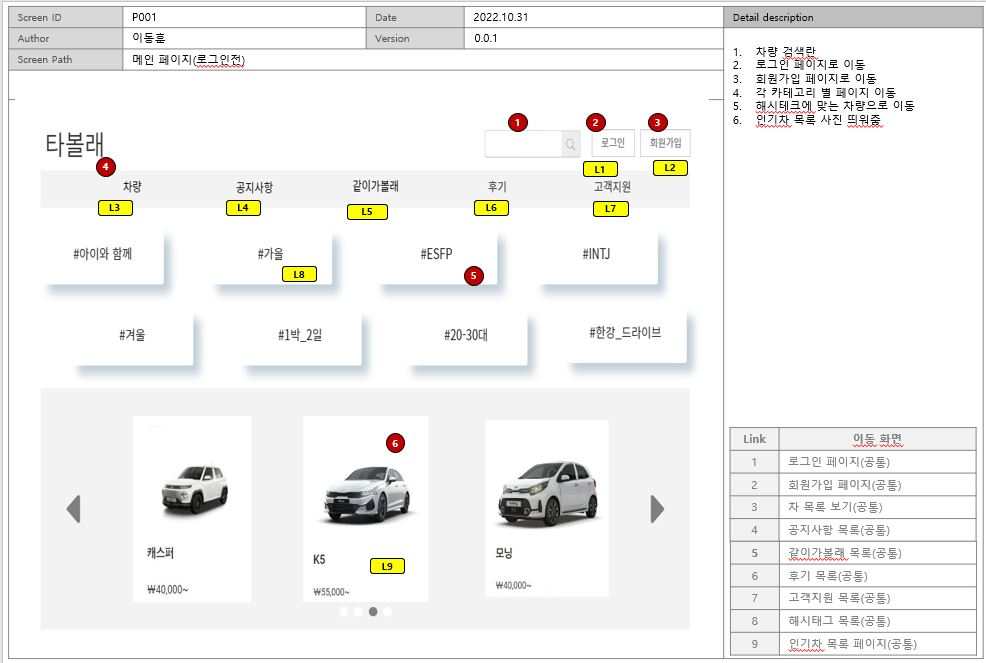 Screen ID P001 Date 2022.10.31 Detail description
Author 이동훈 Version 0.0.1
Screen Path 메인 페이지(로그인전)
1. 차량 검색란
2. 로그인 페이지로 이동
3. 회원가입 페이지로 이동
4. 각 카테고리 별 페이지 이동
5. 해시테크에 맞는 차량으로 이동
6. 인기차 목록 사진 띄워줌
1 2 3
타볼래 로그인 회원가입
4 L1 L2
차량 공지사항 같이가볼래 후기 고객지원
L3 L4 L5 L6 L7
#아이와 함께 #가을 #ESFP #INTJ
L8 5
#겨울 #1박_2일 #20-30대 #한강_드라이브
6
캐스퍼 K5 모닝
L9
₩40,000~ ₩55,000~ ₩40,000~
Link 이동 화면
1 로그인 페이지(공통)
2 회원가입 페이지(공통)
3 차 목록 보기(공통)
4 공지사항 목록(공통)
5 같이가볼래 목록(공통)
6 후기 목록(공통)
7 고객지원 목록(공통)
8 해시태그 목록(공통)
9 인기차 목록 페이지(공통)